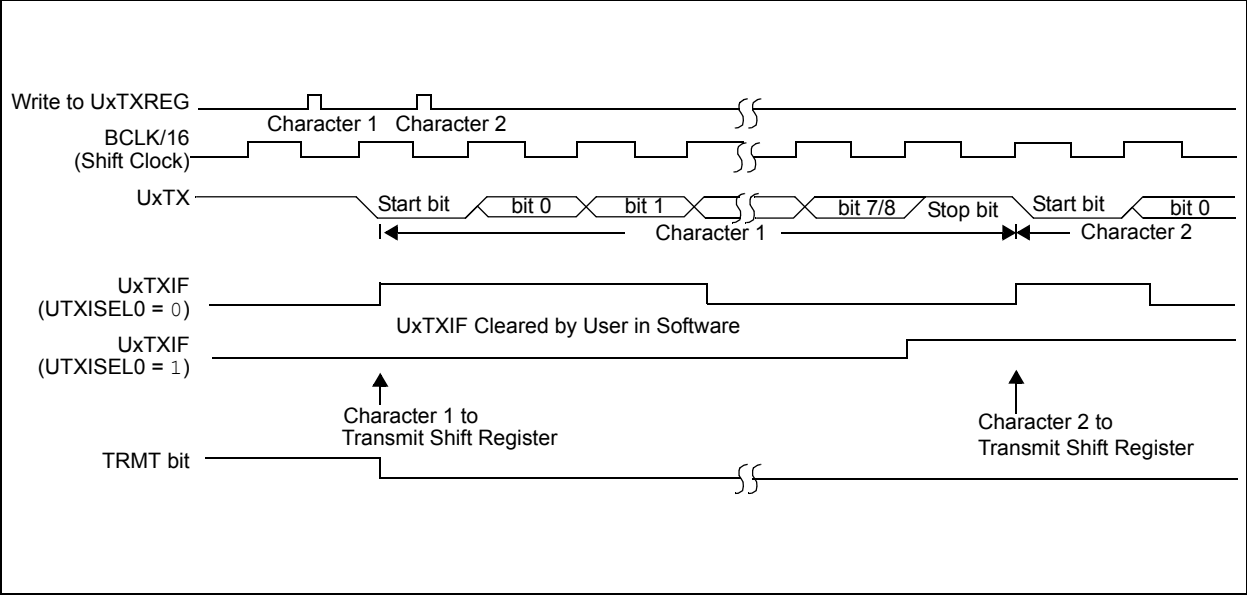 Write to UxTXREG
Character 1 Character 2
BCLK/16
(Shift Clock)
UxTX
Start bit bit 0 bit 1 bit 7/8 Stop bit Start bit bit 0
Character 1 Character 2
UxTXIF
(UTXISEL0 = 0)
UxTXIF Cleared by User in Software
UxTXIF
(UTXISEL0 = 1)
Character 1 to
Transmit Shift Register
Character 2 to
Transmit Shift Register
TRMT bit